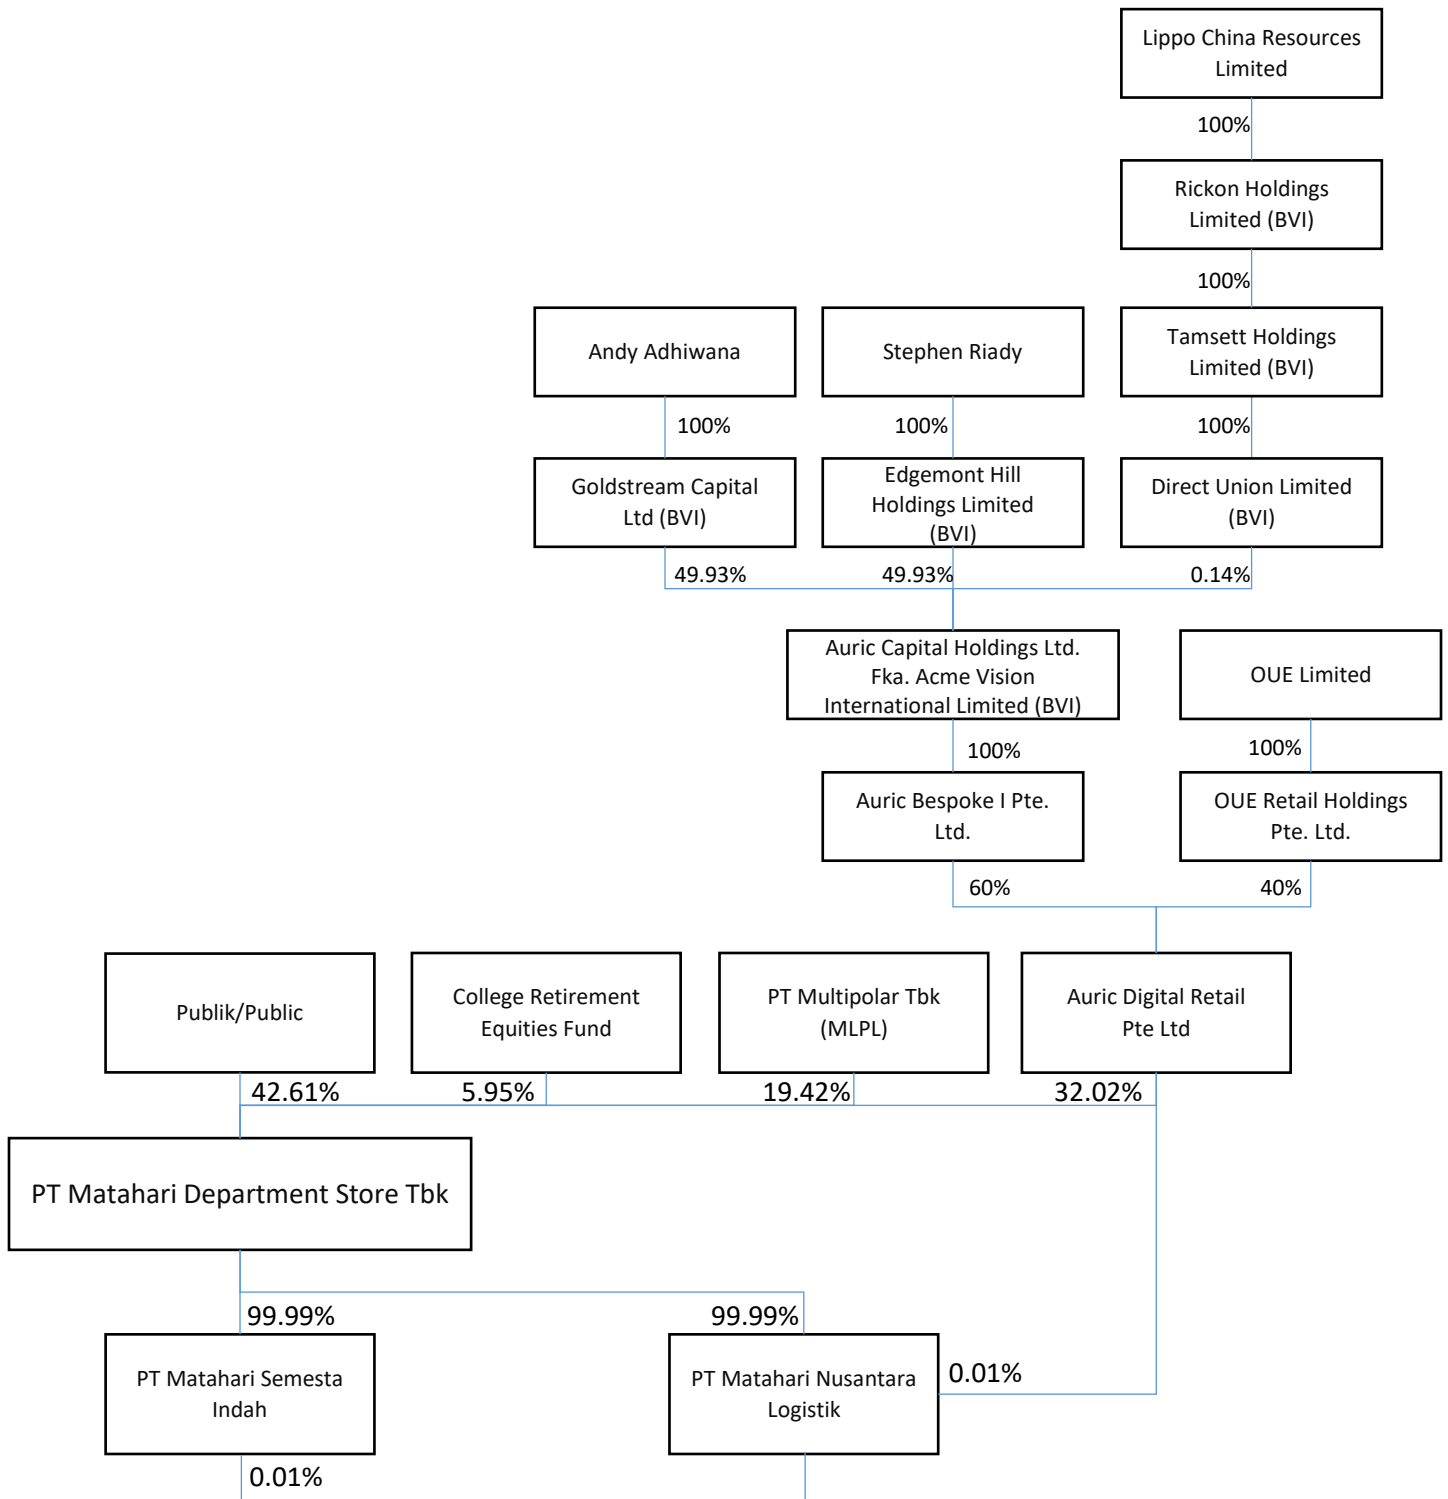 Lippo China Resources
Limited
100%
Rickon Holdings
Limited (BVI)
100%
Andy Adhiwana
Stephen Riady
Tamsett Holdings
Limited (BVI)
100%
100%
100%
Goldstream Capital
Ltd (BVI)
Edgemont Hill
Holdings Limited
(BVI)
Direct Union Limited
(BVI)
49.93%
49.93%
0.14%
Auric Capital Holdings Ltd.
Fka. Acme Vision
International Limited (BVI)
OUE Limited
100%
100%
Auric Bespoke I Pte.
Ltd.
OUE Retail Holdings
Pte. Ltd.
60%
40%
Publik/Public
College Retirement
Equities Fund
PT Multipolar Tbk
(MLPL)
Auric Digital Retail
Pte Ltd
42.61%
5.95%
19.42%
32.02%
PT Matahari Department Store Tbk
99.99%
99.99%
PT Matahari Semesta
Indah
PT Matahari Nusantara
Logistik
0.01%
0.01%